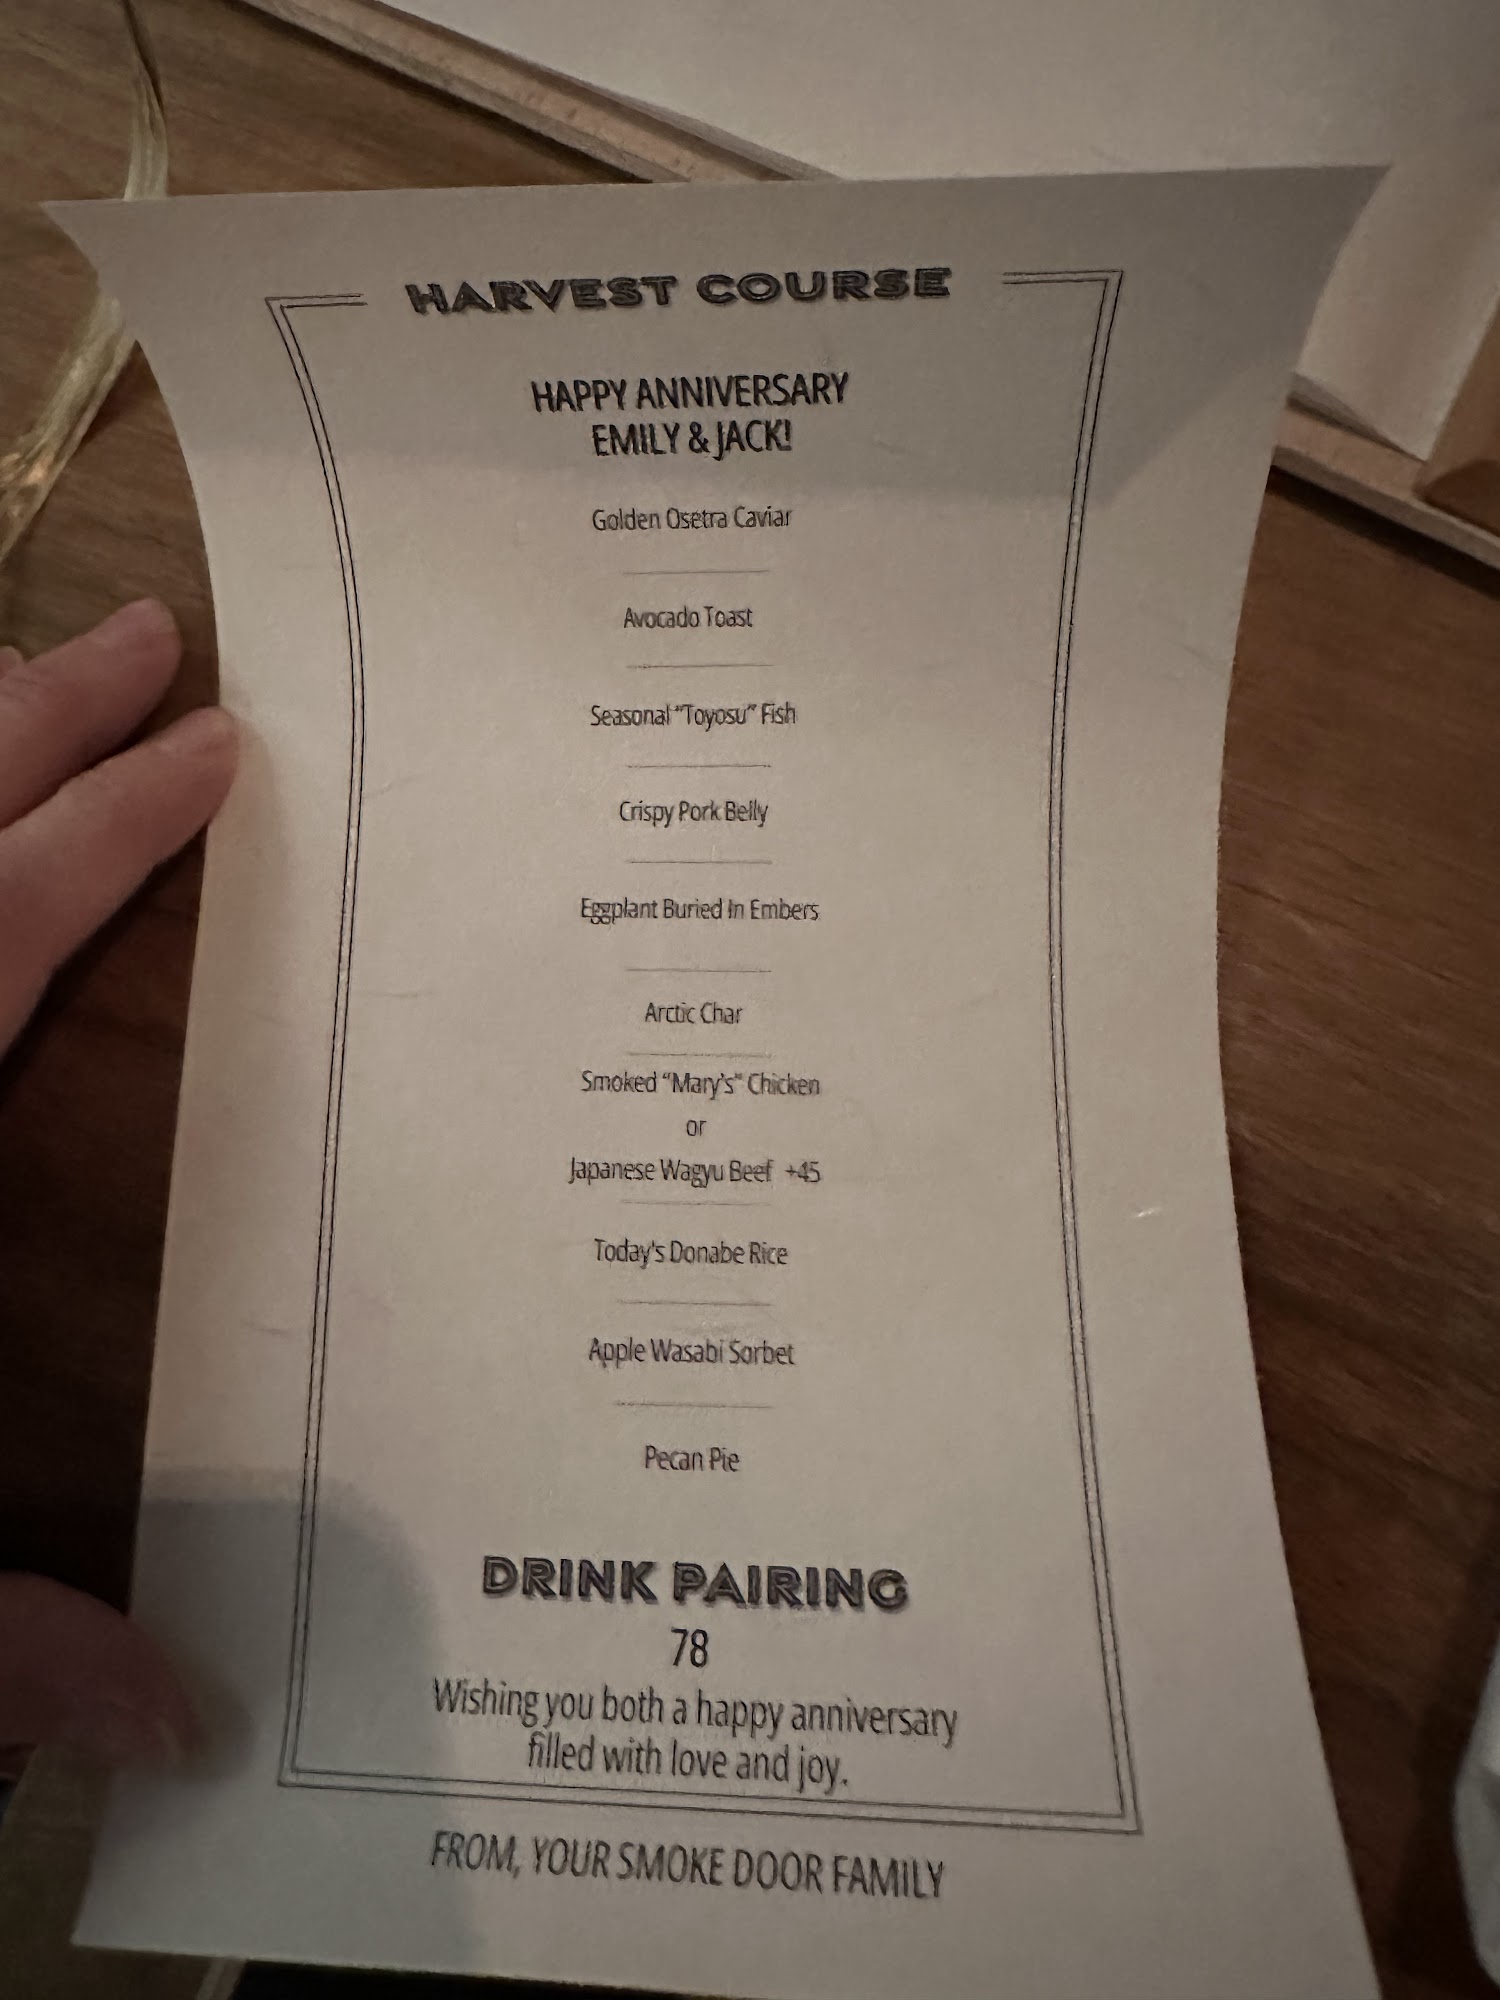 HARVEST COURSE
HAPPY ANNIVERSARY
EMILY & JACK!
Golden Osetra Caviar
Avocado Toast
Seasonal “Toyosu” Fish
Crispy Pork Belly
Eggplant Buried In Embers
Arctic Char
Smoked “Mary’s” Chicken
or
Japanese Wagyu Beef +45
Today's Donabe Rice
Apple Wasabi Sorbet
Pecan Pie
DRINK PAIRING
78
Wishing you both a happy anniversary
filled with love and joy.
FROM, YOUR SMOKE DOOR FAMILY